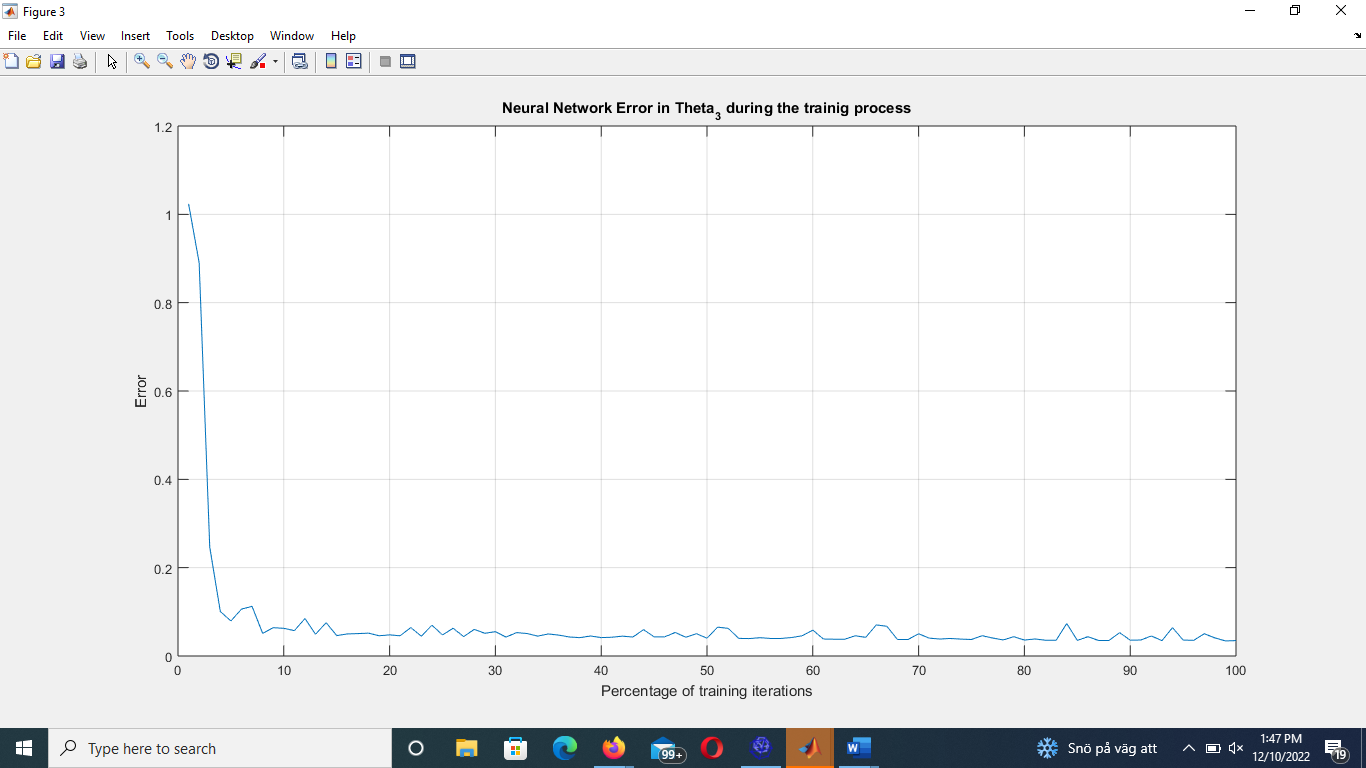 Figure 3
File Edit View Insert Tools Desktop Window Help
Neural Network Error in Theta3 during the trainig process
1.2
1
0.8
0.6
0.4
0.2
0
Error
0 10 20 30 40 50 60 70 80 90 100
Percentage of training iterations
Type here to search
99+
W
Snö på väg att
1:47 PM
12/10/2022
19